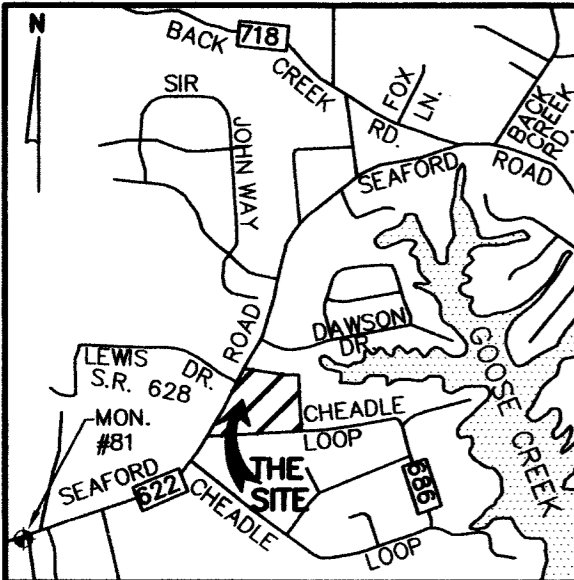 N
BACK
718
CREEK
RD.
SIR
JOHN WAY
FOX
LN.
BACK
CREEK
RD.
SEAFORD
ROAD
ROAD
DAWSON
DR.
GOOSE CREEK
LEWIS
DR.
S.R. 628
MON.
#81
CHEADLE
LOOP
THE
SITE
SEAFORD
622
CHEADLE
LOOP
686